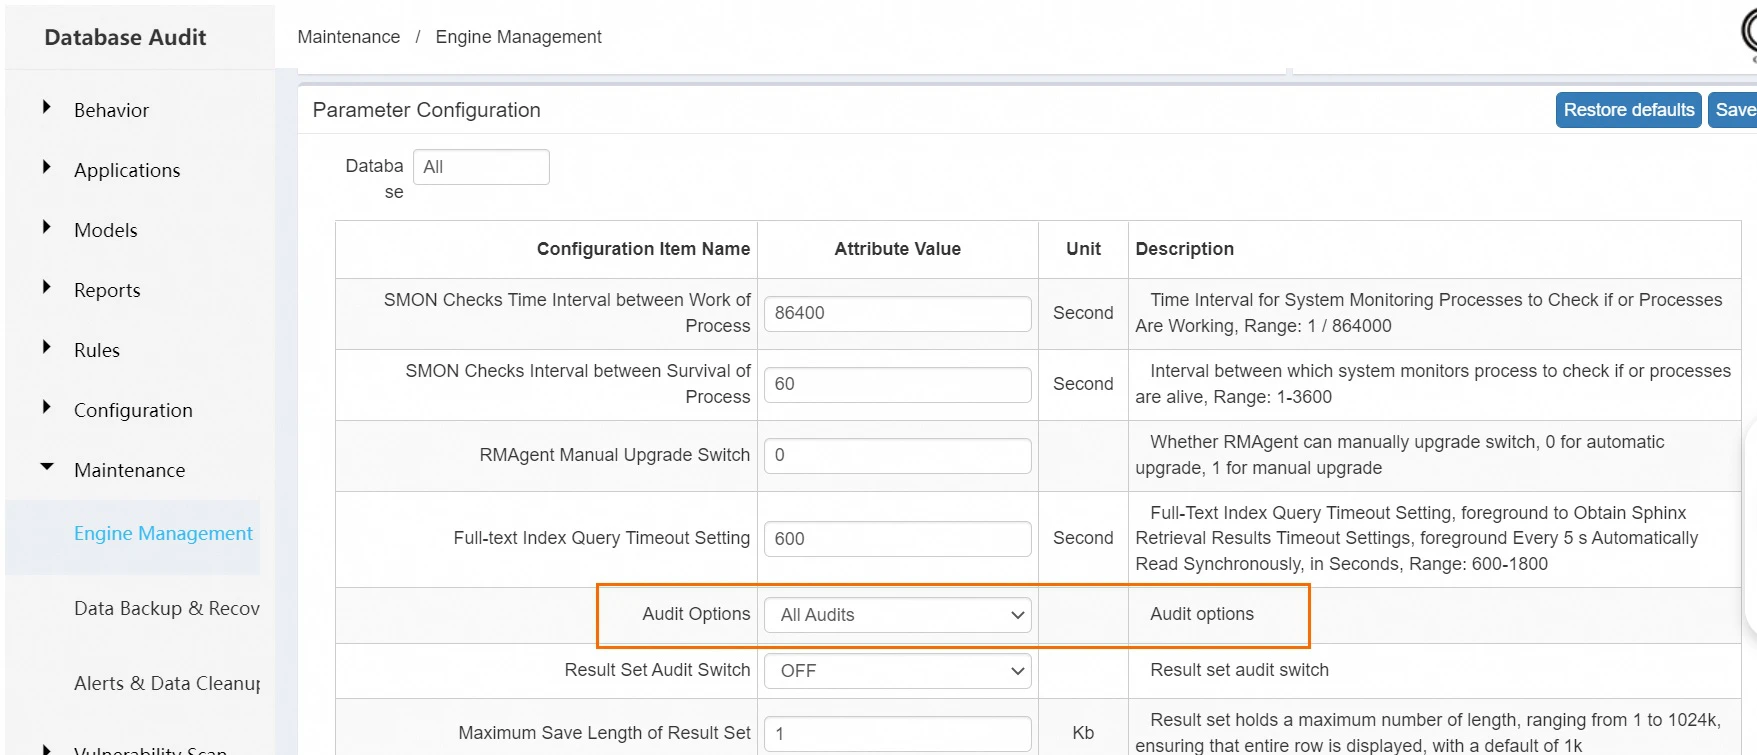 Database Audit
Maintenance / Engine Management
Behavior
Applications
Models
Reports
Rules
Configuration
Maintenance
Engine Management
Data Backup & Recov
Alerts & Data Cleanup
Vulnerability Scan
Parameter Configuration
Restore defaults
Save
Databa
se
All
Configuration Item Name Attribute Value Unit Description
SMON Checks Time Interval between Work of
Process
86400
Second
Time Interval for System Monitoring Processes to Check if or Processes
Are Working, Range: 1 / 864000
SMON Checks Interval between Survival of
Process
60
Second
Interval between which system monitors process to check if or processes
are alive, Range: 1-3600
RMAgent Manual Upgrade Switch
0
Whether RMAgent can manually upgrade switch, 0 for automatic
upgrade, 1 for manual upgrade
Full-text Index Query Timeout Setting
600
Second
Full-Text Index Query Timeout Setting, foreground to Obtain Sphinx
Retrieval Results Timeout Settings, foreground Every 5 s Automatically
Read Synchronously, in Seconds, Range: 600-1800
Audit Options
All Audits
Audit options
Result Set Audit Switch
OFF
Result set audit switch
Maximum Save Length of Result Set
1
Kb
Result set holds a maximum number of length, ranging from 1 to 1024k,
ensuring that entire row is displayed, with a default of 1k